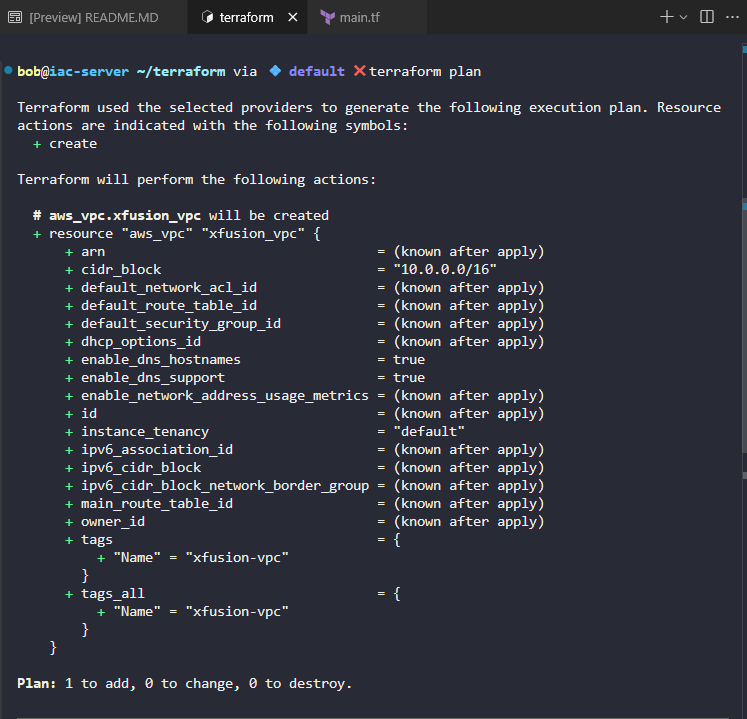 [Preview] README.MD
terraform
main.tf
bob@iac-server ~/terraform via default terraform plan
Terraform used the selected providers to generate the following execution plan. Resource
actions are indicated with the following symbols:
+ create
Terraform will perform the following actions:
# aws_vpc.xfusion_vpc will be created
+ resource "aws_vpc" "xfusion_vpc" {
+ arn = (known after apply)
+ cidr_block = "10.0.0.0/16"
+ default_network_acl_id = (known after apply)
+ default_route_table_id = (known after apply)
+ default_security_group_id = (known after apply)
+ dhcp_options_id = (known after apply)
+ enable_dns_hostnames = true
+ enable_dns_support = true
+ enable_network_address_usage_metrics = (known after apply)
+ id = (known after apply)
+ instance_tenancy = "default"
+ ipv6_association_id = (known after apply)
+ ipv6_cidr_block = (known after apply)
+ ipv6_cidr_block_network_border_group = (known after apply)
+ main_route_table_id = (known after apply)
+ owner_id = (known after apply)
+ tags = {
+ "Name" = "xfusion-vpc"
}
+ tags_all = {
+ "Name" = "xfusion-vpc"
}
}
Plan: 1 to add, 0 to change, 0 to destroy.